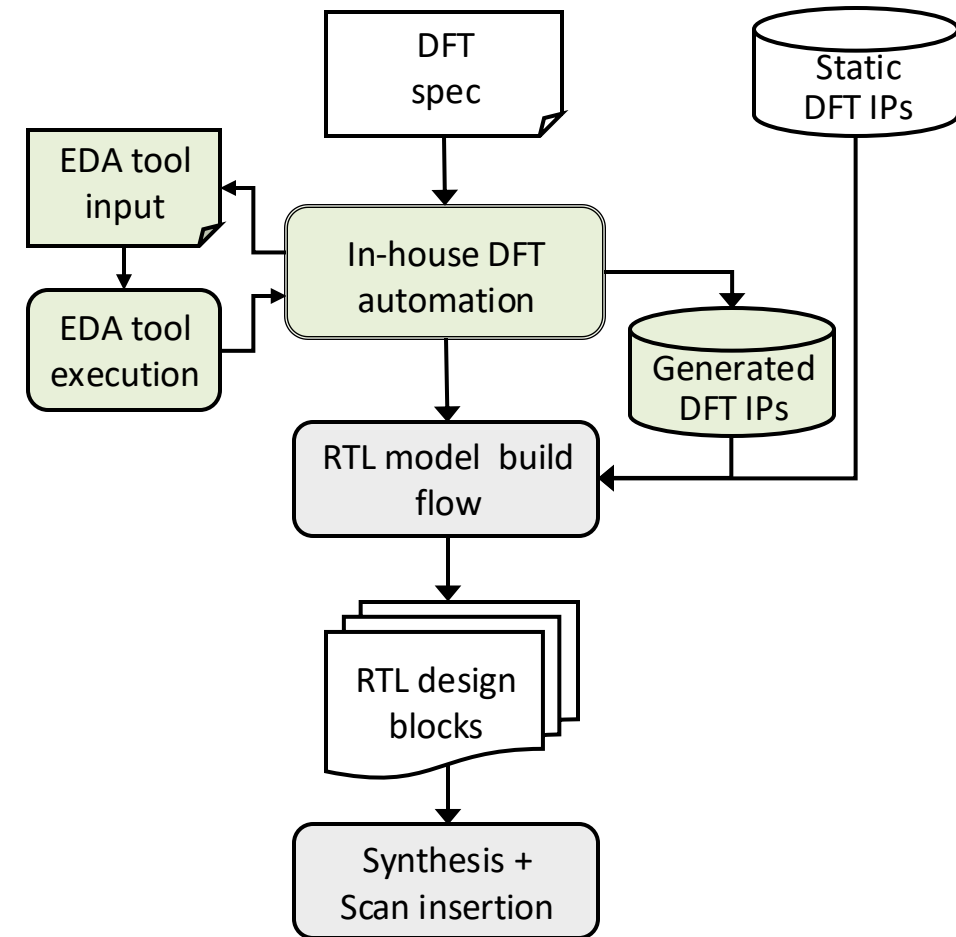 DFT
spec
Static
DFT IPs
EDA tool
input
In-house DFT
automation
EDA tool
execution
Generated
DFT IPs
RTL model  build
flow
RTL design
blocks
Synthesis +
Scan insertion